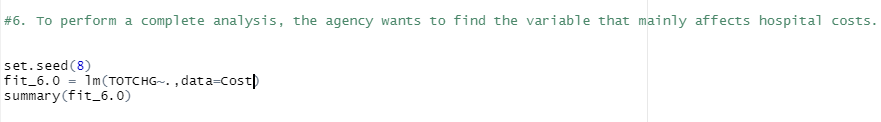 #6. To perform a complete analysis, the agency wants to find the variable that mainly affects hospital costs.
set.seed(8)
fit_6.0 = lm(TOTCHG~.,data=Cost)
summary(fit_6.0)